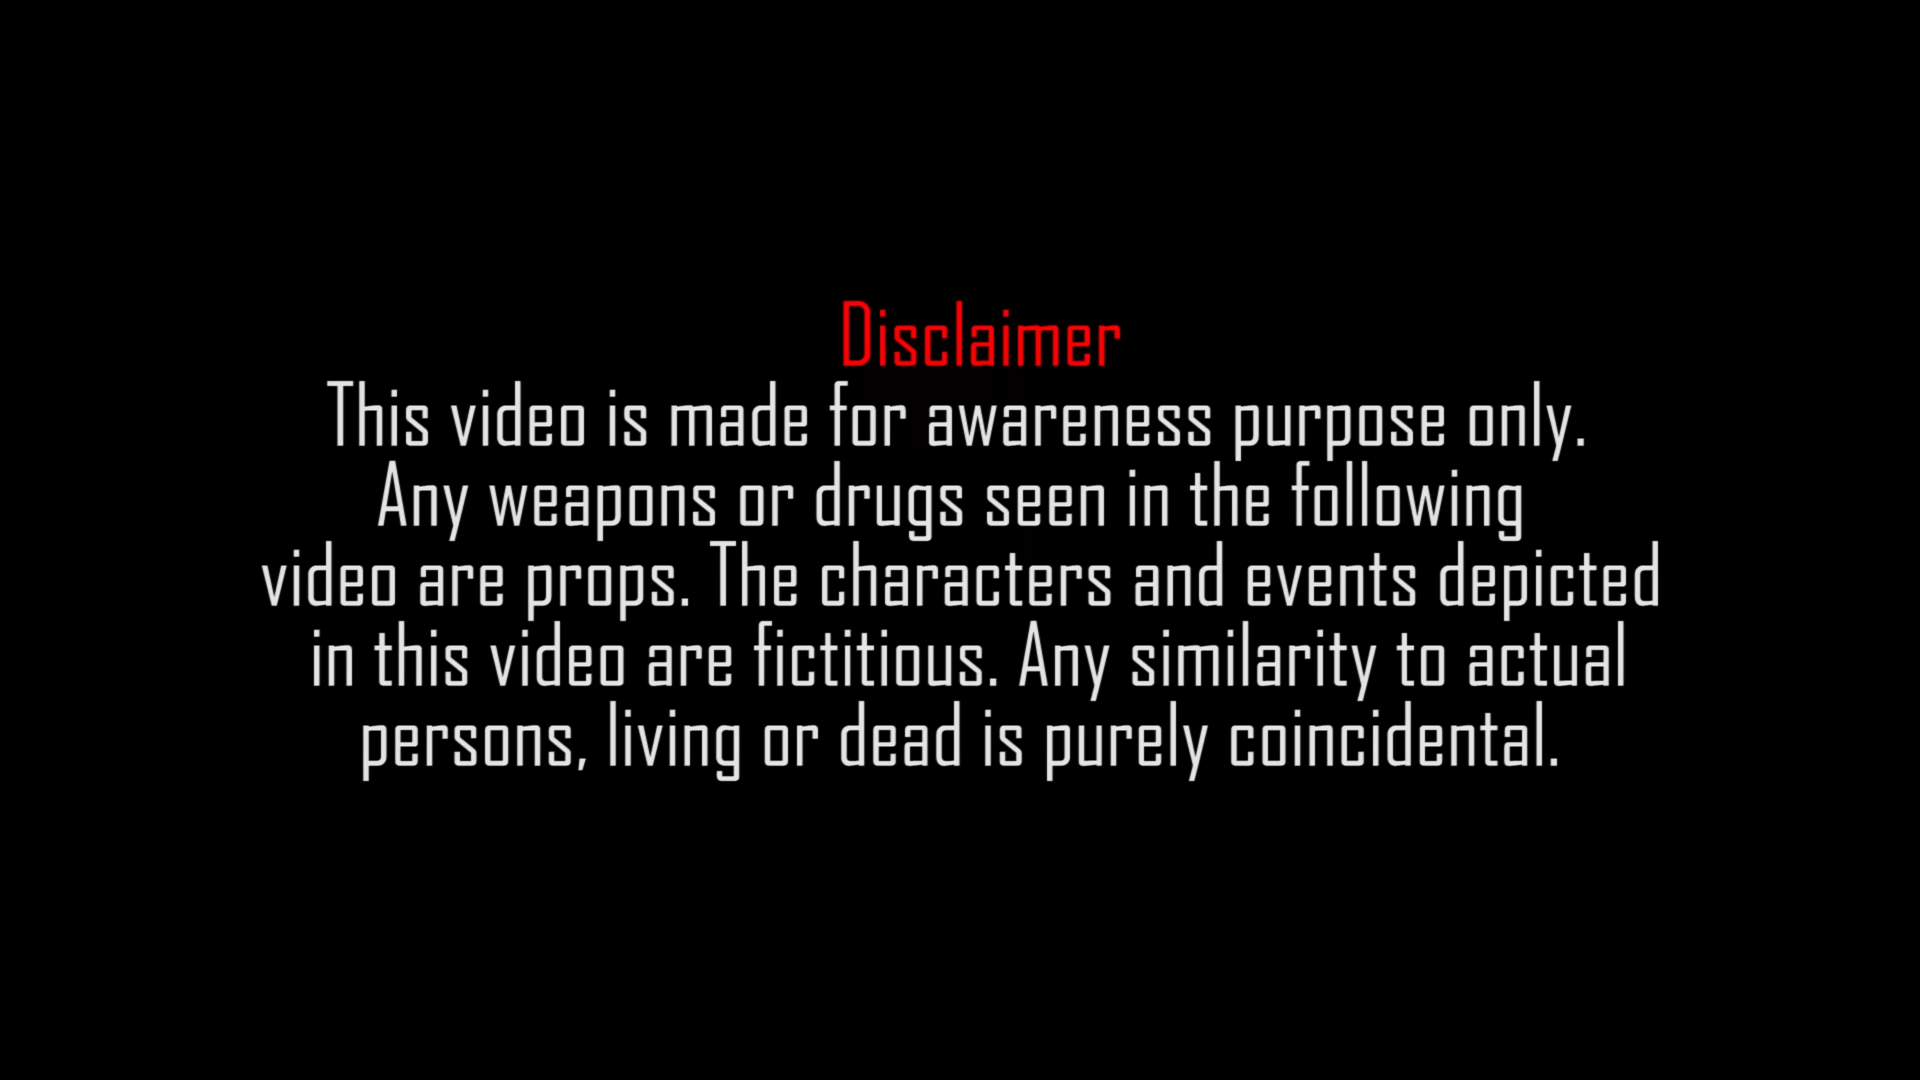 Disclaimer
This video is made for awareness purpose only.
Any weapons or drugs seen in the following
video are props. The characters and events depicted
in this video are fictitious. Any similarity to actual
persons, living or dead is purely coincidental.